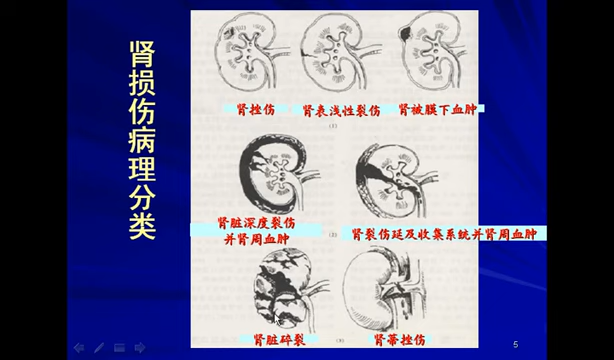 肾损伤病理分类
肾挫伤
肾表浅性裂伤
肾被膜下血肿
肾脏深度裂伤
并肾周血肿
肾裂伤延及收集系统并肾周血肿
肾脏碎裂
肾蒂挫伤
5